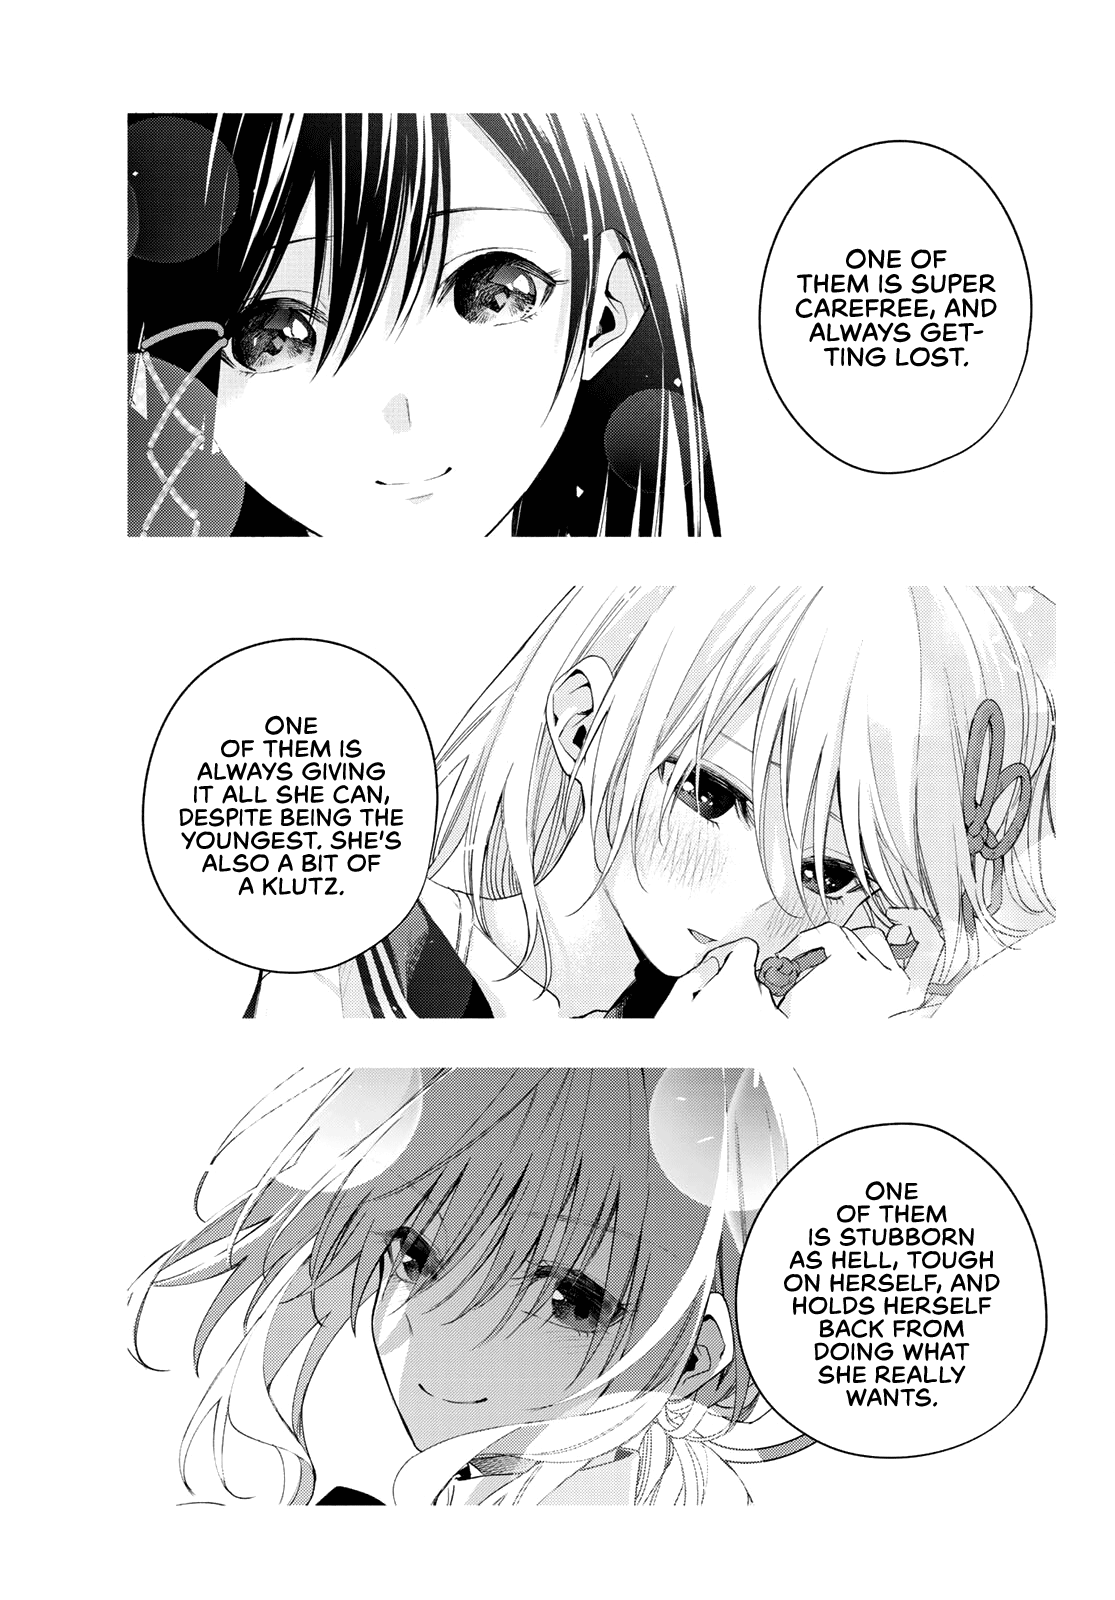 ONE OF
THEM IS SUPER
CAREFREE, AND
ALWAYS GET-
TING LOST.
ONE
OF THEM IS
ALWAYS GIVING
IT ALL SHE CAN,
DESPITE BEING THE
YOUNGEST. SHE'S
ALSO A BIT OF
A KLUTZ.
ONE
OF THEM
IS STUBBORN
AS HELL, TOUGH
ON HERSELF, AND
HOLDS HERSELF
BACK FROM
DOING WHAT
SHE REALLY
WANTS.